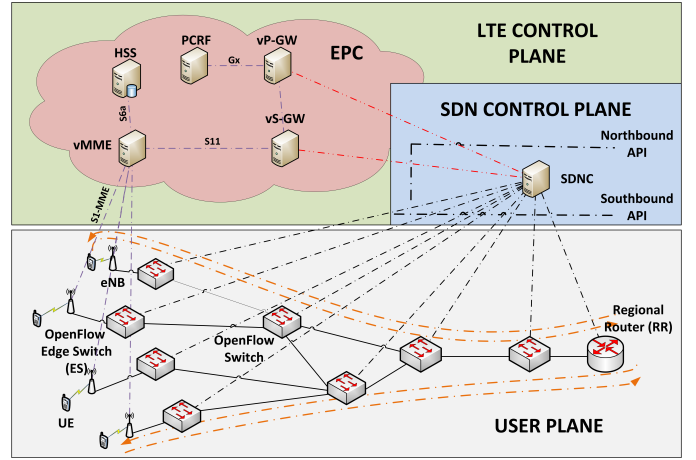 LTE CONTROL
PLANE
EPC
HSS
PCRF
vP-GW
Gx
S6a
vMME
S11
vS-GW
SDN CONTROL PLANE
Northbound
API
SDNC
Southbound
API
S1-MME
eNB
OpenFlow
Edge Switch
(ES)
OpenFlow
Switch
Regional
Router (RR)
UE
USER PLANE